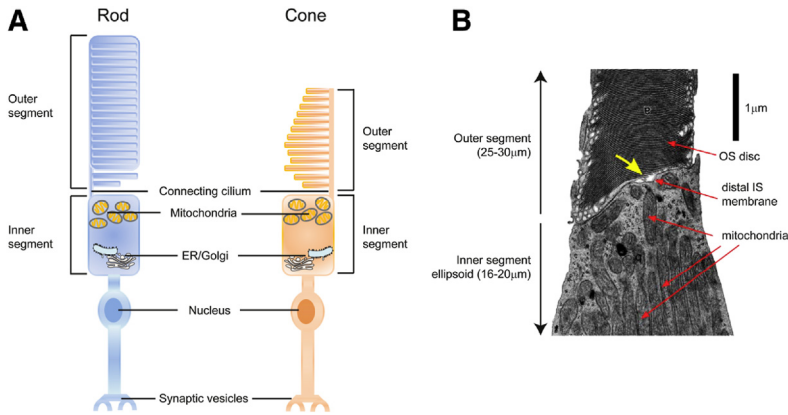 A
Rod
Cone
Outer
segment
Outer
segment
Connecting cilium
Mitochondria
Inner
segment
Inner
segment
ER/Golgi
Nucleus
Synaptic vesicles
B
1μm
Outer segment
(25-30μm)
OS disc
distal IS
membrane
mitochondria
Inner segment
ellipsoid (16-20μm)